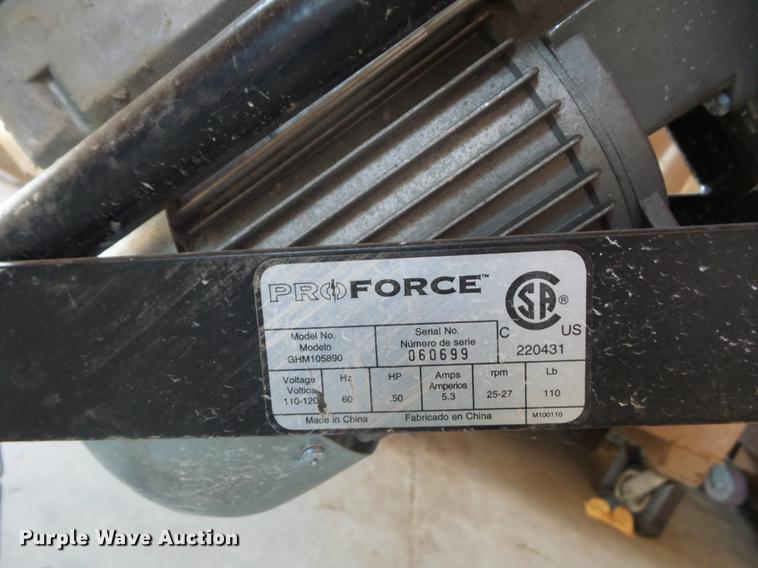 PROFORCE™
Model No.
Modelo
GHM105890
Serial No.
Número de serie
060699
CSA ®
C US
220431
Voltage
Voltios
110-120
Hz
60
HP
.50
Amps
Amperios
5.3
rpm
25-27
Lb
110
Made in China Fabricado en China M100110
Purple Wave Auction